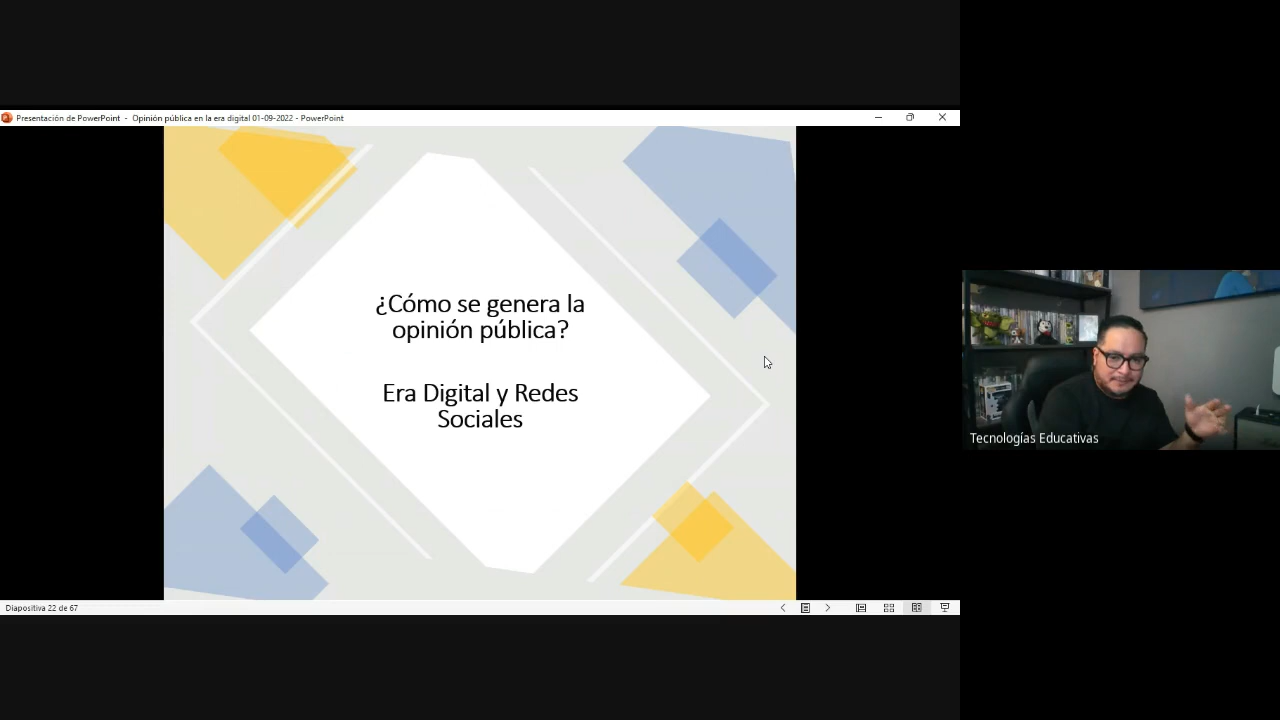 Presentación de PowerPoint - Opinión pública en la era digital 01-09-2022 - PowerPoint
¿Cómo se genera la
opinión pública?
Era Digital y Redes
Sociales
Tecnologías Educativas
Diapositiva 22 de 67